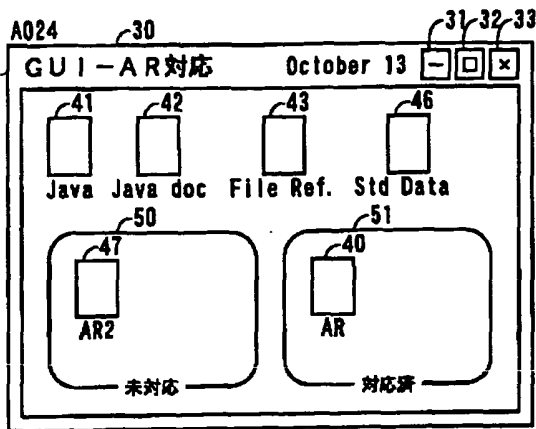 A024 30 31 32 33
GUI－AR対応 October 13 － □ ×
41 42 43 46
Java Java doc File Ref. Std Data
50 51
47 40
AR2 AR
未対応 対応済